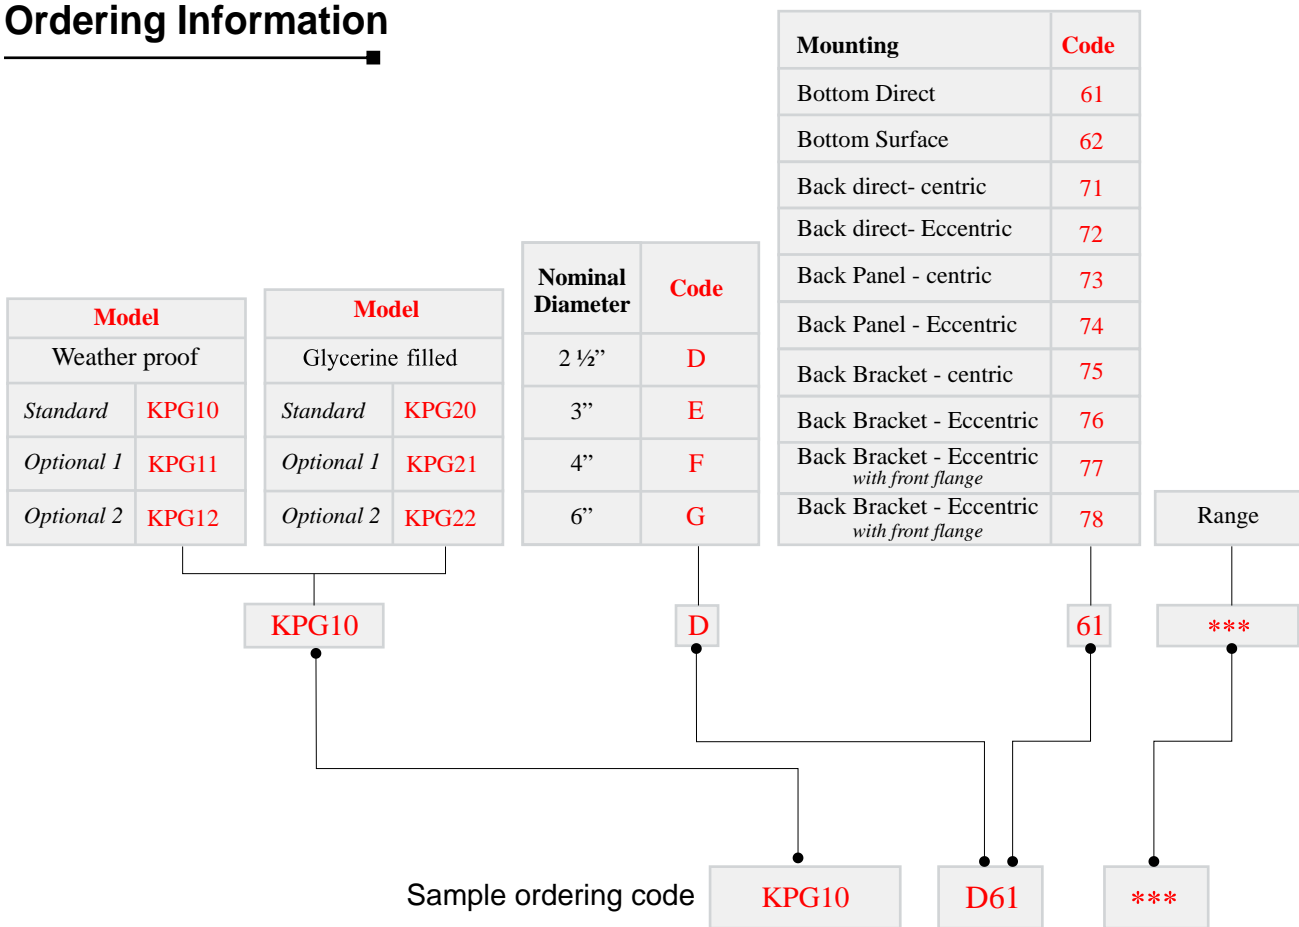 Ordering Information
Mounting Code
Bottom Direct 61
Bottom Surface 62
Back direct- centric 71
Back direct- Eccentric 72
Back Panel - centric 73
Back Panel - Eccentric 74
Back Bracket - centric 75
Back Bracket - Eccentric 76
Back Bracket - Eccentric
with front flange 77
Back Bracket - Eccentric
with front flange 78
Nominal
Diameter Code
2 ½” D
3” E
4” F
6” G
Model
Weather proof
Standard KPG10
Optional 1 KPG11
Optional 2 KPG12
Model
Glycerine filled
Standard KPG20
Optional 1 KPG21
Optional 2 KPG22
Range
KPG10 D 61 ***
Sample ordering code KPG10 D61 ***